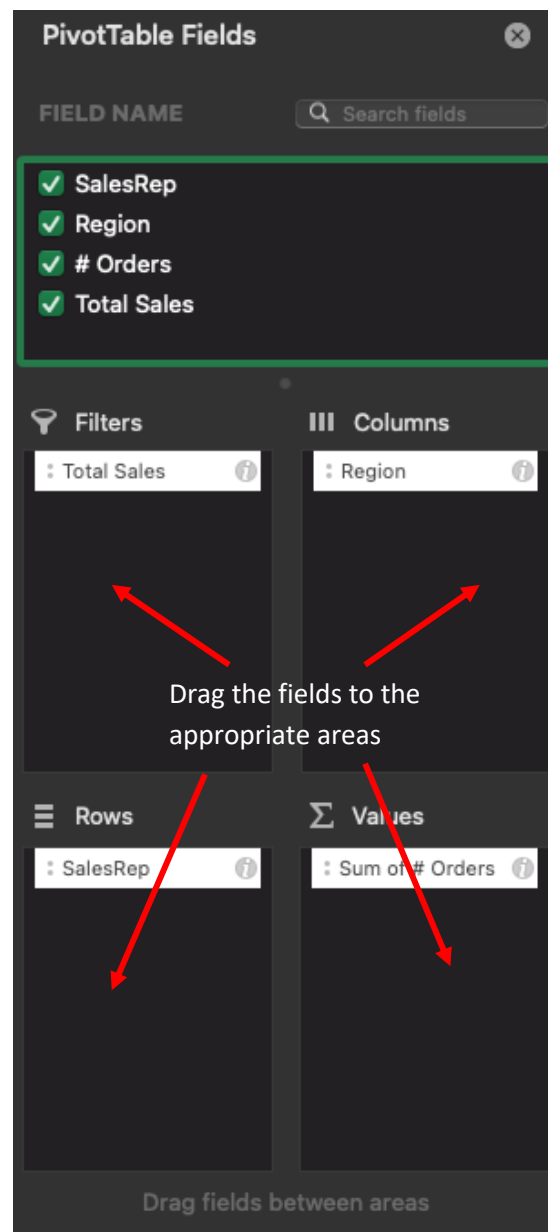 PivotTable Fields
FIELD NAME
Search fields
SalesRep
Region
# Orders
Total Sales
Filters
Columns
Total Sales
Region
Drag the fields to the
appropriate areas
Rows
Values
SalesRep
Sum of # Orders
Drag fields between areas